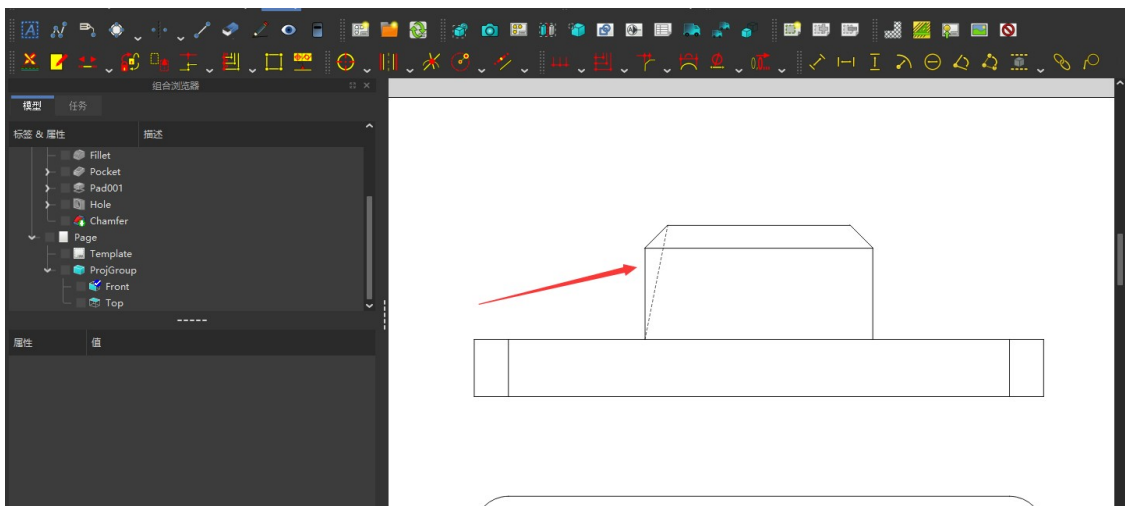 组合浏览器
模型 任务
标签 & 属性 描述
Fillet
Pocket
Pad001
Hole
Chamfer
Page
Template
ProjGroup
Front
Top
属性 值